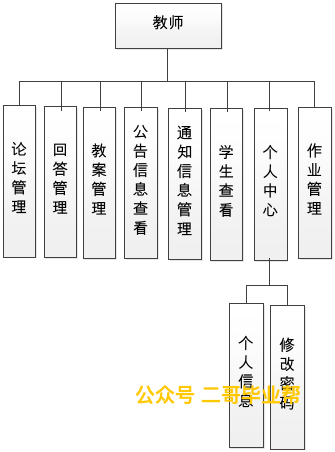 教师
论坛管理
回答管理
教案管理
公告信息查看
通知信息管理
学生查看
个人中心
作业管理
个人信息
修改密码
公众号 二哥毕业帮